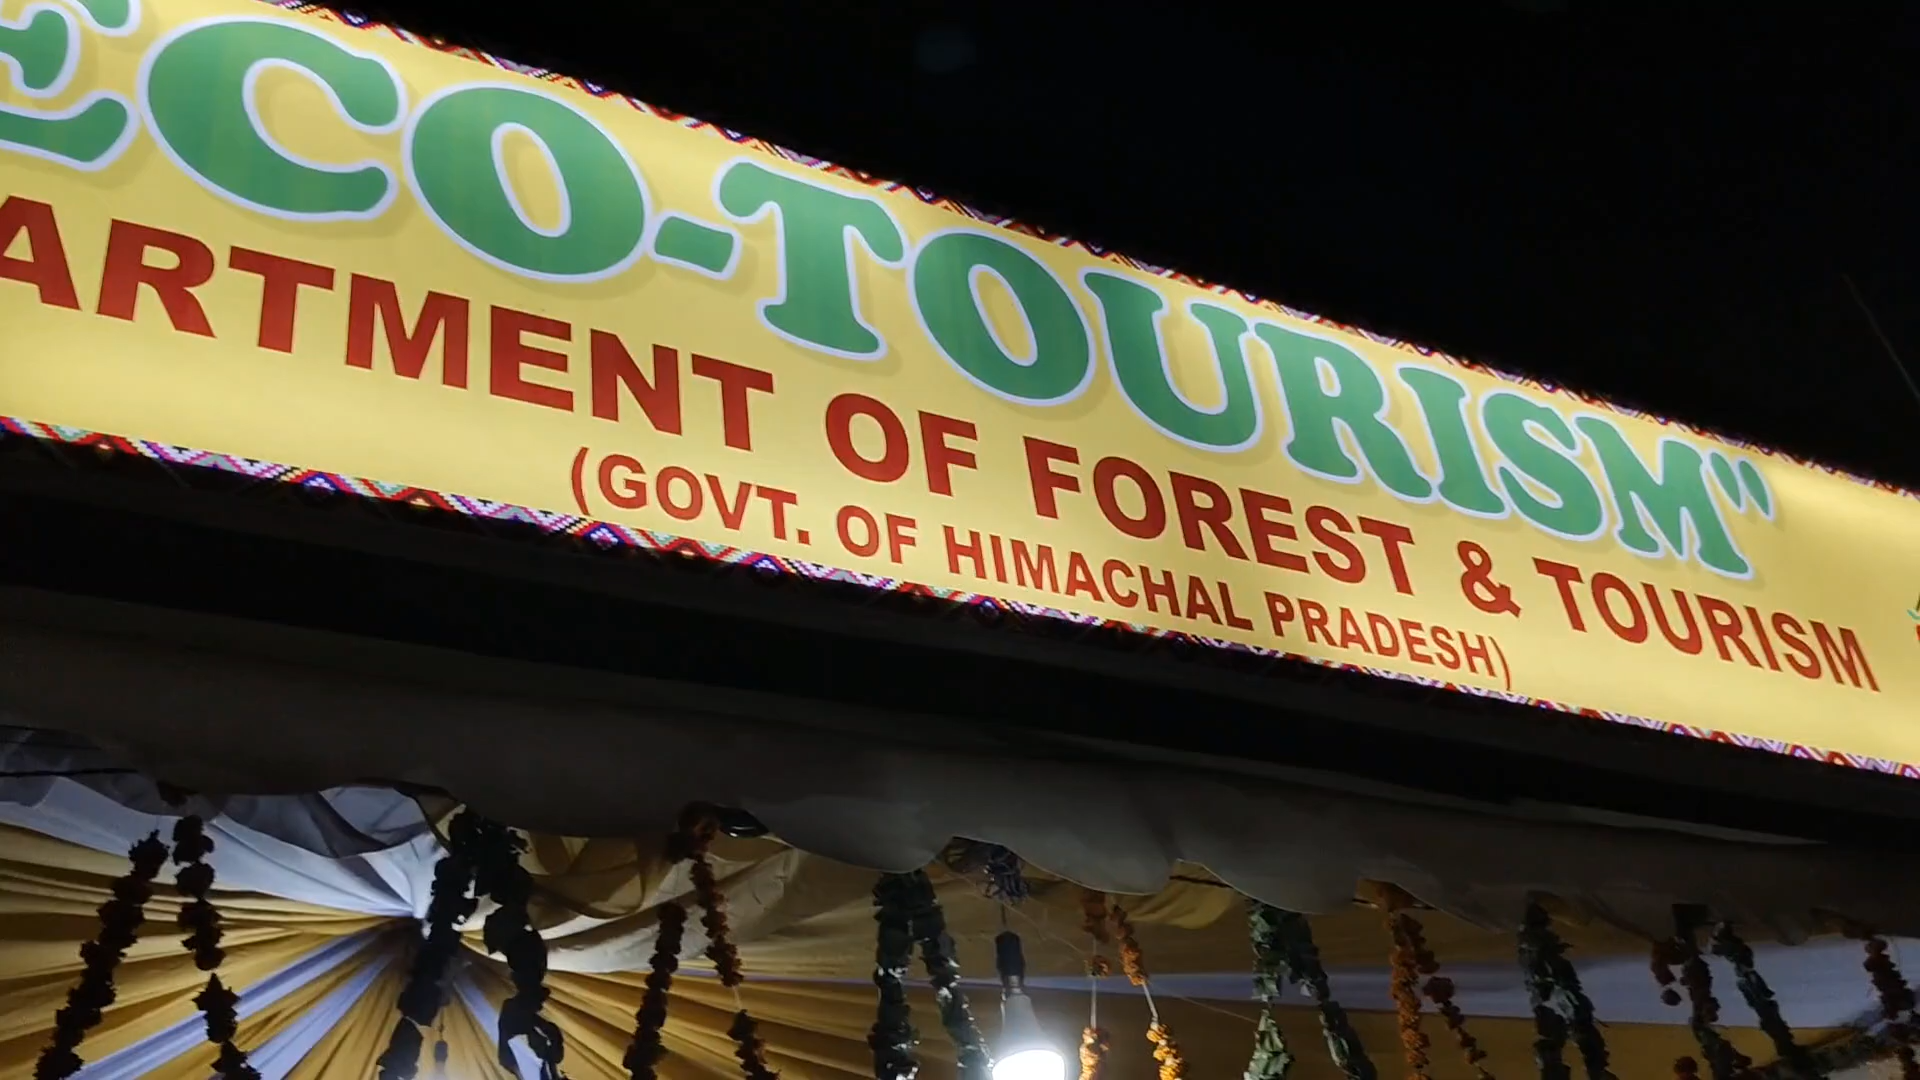 ECO-TOURISM"
ARTMENT OF FOREST & TOURISM
(GOVT. OF HIMACHAL PRADESH)